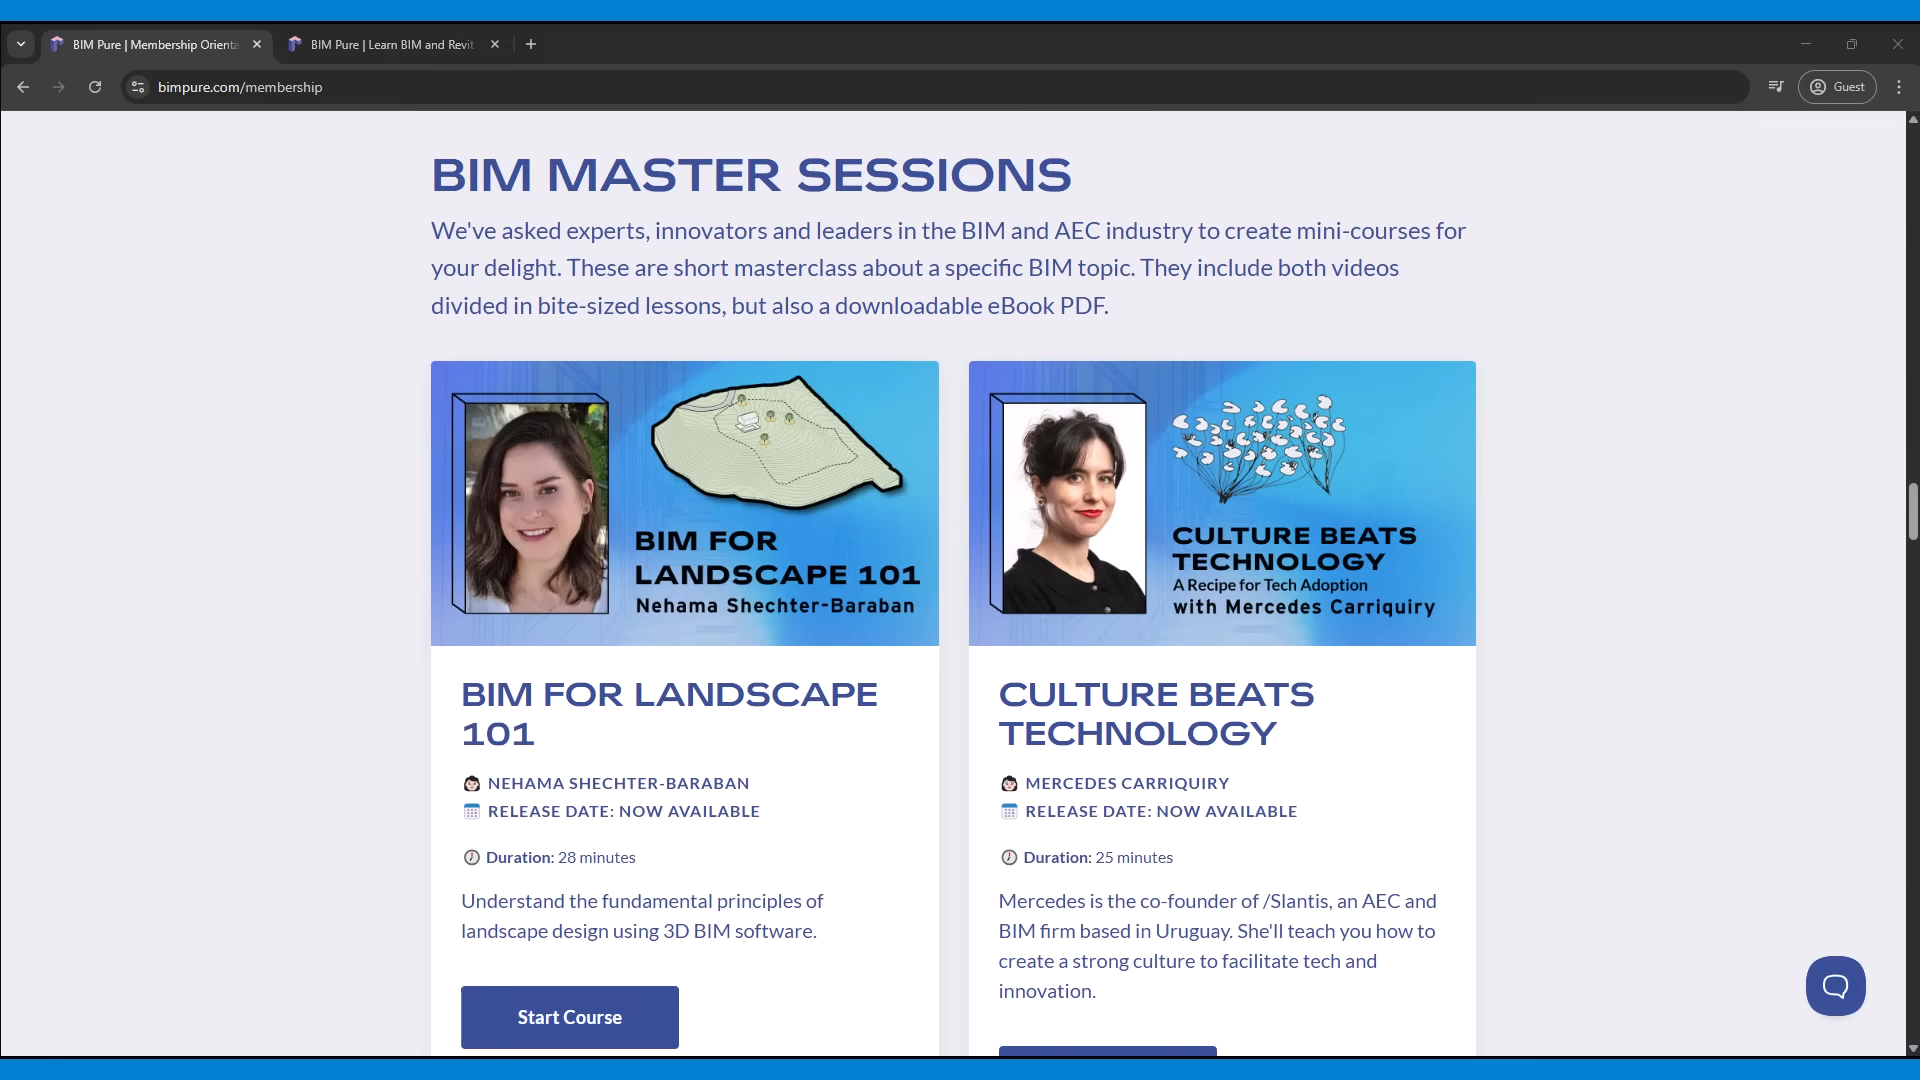 BIM Pure | Membership Orienta
BIM Pure | Learn BIM and Revit
bimpure.com/membership
Guest
BIM MASTER SESSIONS
We've asked experts, innovators and leaders in the BIM and AEC industry to create mini-courses for
your delight. These are short masterclass about a specific BIM topic. They include both videos
divided in bite-sized lessons, but also a downloadable eBook PDF.
BIM FOR
LANDSCAPE 101
Nehama Shechter-Baraban
CULTURE BEATS
TECHNOLOGY
A Recipe for Tech Adoption
with Mercedes Carriquiry
BIM FOR LANDSCAPE
101
NEHAMA SHECHTER-BARABAN
RELEASE DATE: NOW AVAILABLE
Duration: 28 minutes
Understand the fundamental principles of
landscape design using 3D BIM software.
Start Course
CULTURE BEATS
TECHNOLOGY
MERCEDES CARRIQUIRY
RELEASE DATE: NOW AVAILABLE
Duration: 25 minutes
Mercedes is the co-founder of /Slantis, an AEC and
BIM firm based in Uruguay. She'll teach you how to
create a strong culture to facilitate tech and
innovation.